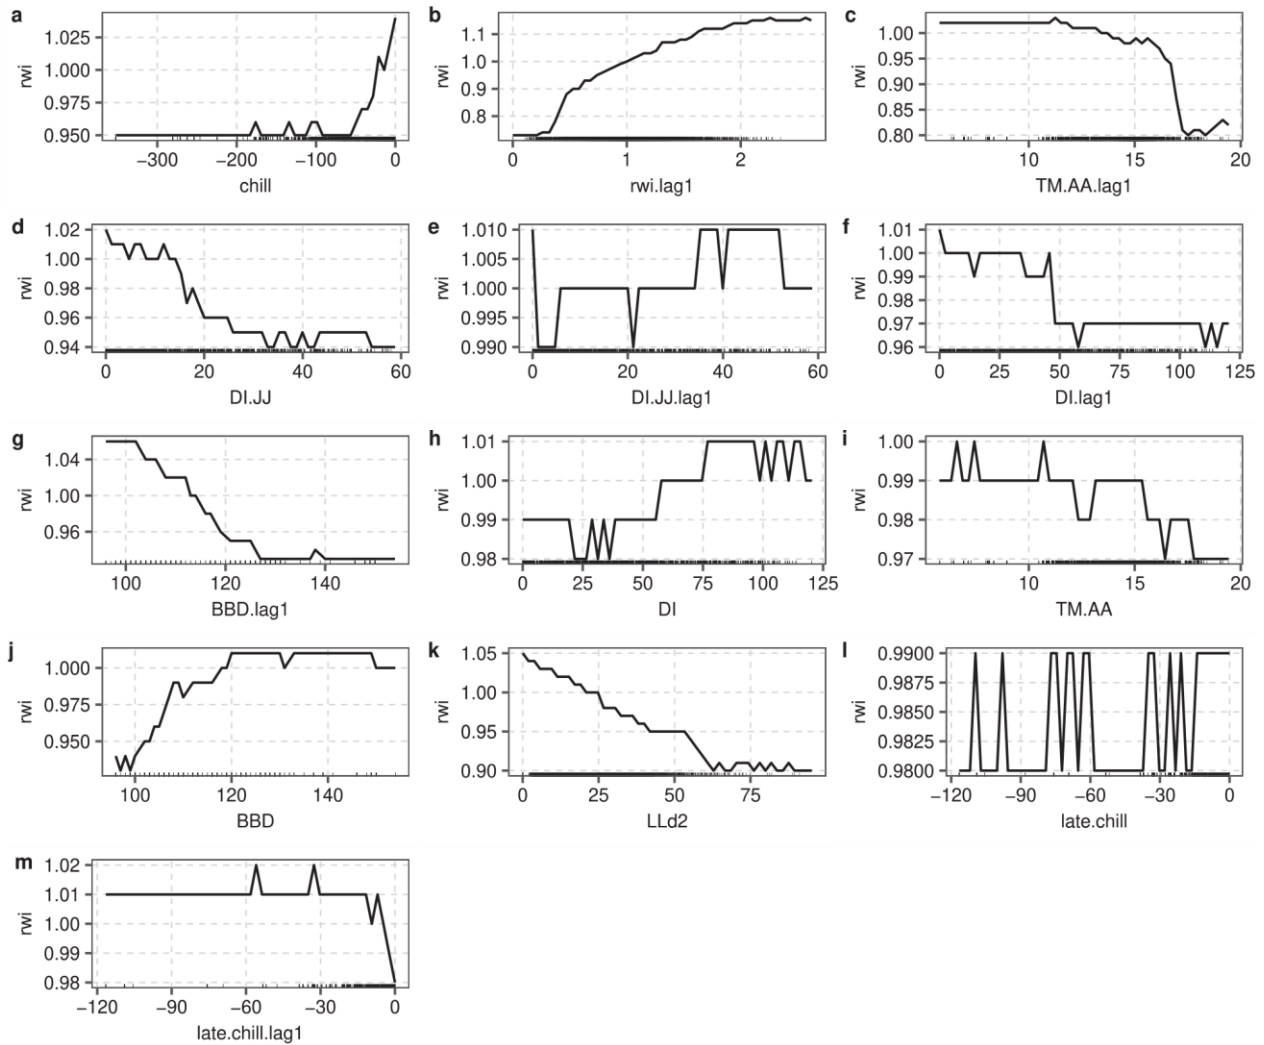 a
1.025
1.000
0.975
0.950
rwi
−300 −200 −100 0
chill
b
1.1
1.0
0.9
0.8
rwi
0 1 2
rwi.lag1
c
1.00
0.95
0.90
0.85
0.80
rwi
10 15 20
TM.AA.lag1
d
1.02
1.00
0.98
0.96
0.94
rwi
0 20 40 60
DI.JJ
e
1.010
1.005
1.000
0.995
0.990
rwi
0 20 40 60
DI.JJ.lag1
f
1.01
1.00
0.99
0.98
0.97
0.96
rwi
0 25 50 75 100 125
DI.lag1
g
1.04
1.00
0.96
rwi
100 120 140
BBD.lag1
h
1.01
1.00
0.99
0.98
rwi
0 25 50 75 100 125
DI
i
1.00
0.99
0.98
0.97
rwi
10 15 20
TM.AA
j
1.000
0.975
0.950
rwi
100 120 140
BBD
k
1.05
1.00
0.95
0.90
rwi
0 25 50 75
LLd2
l
0.9900
0.9875
0.9850
0.9825
0.9800
rwi
−120 −90 −60 −30 0
late.chill
m
1.02
1.01
1.00
0.99
0.98
rwi
−120 −90 −60 −30 0
late.chill.lag1